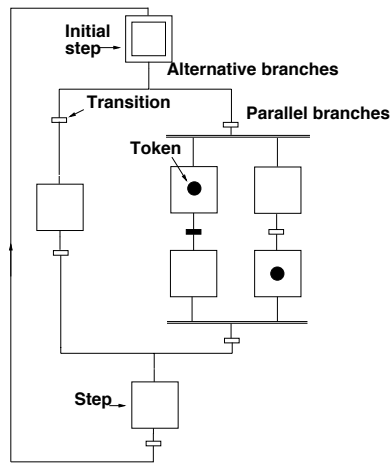 Initial
step
Alternative branches
Transition
Parallel branches
Token
Step